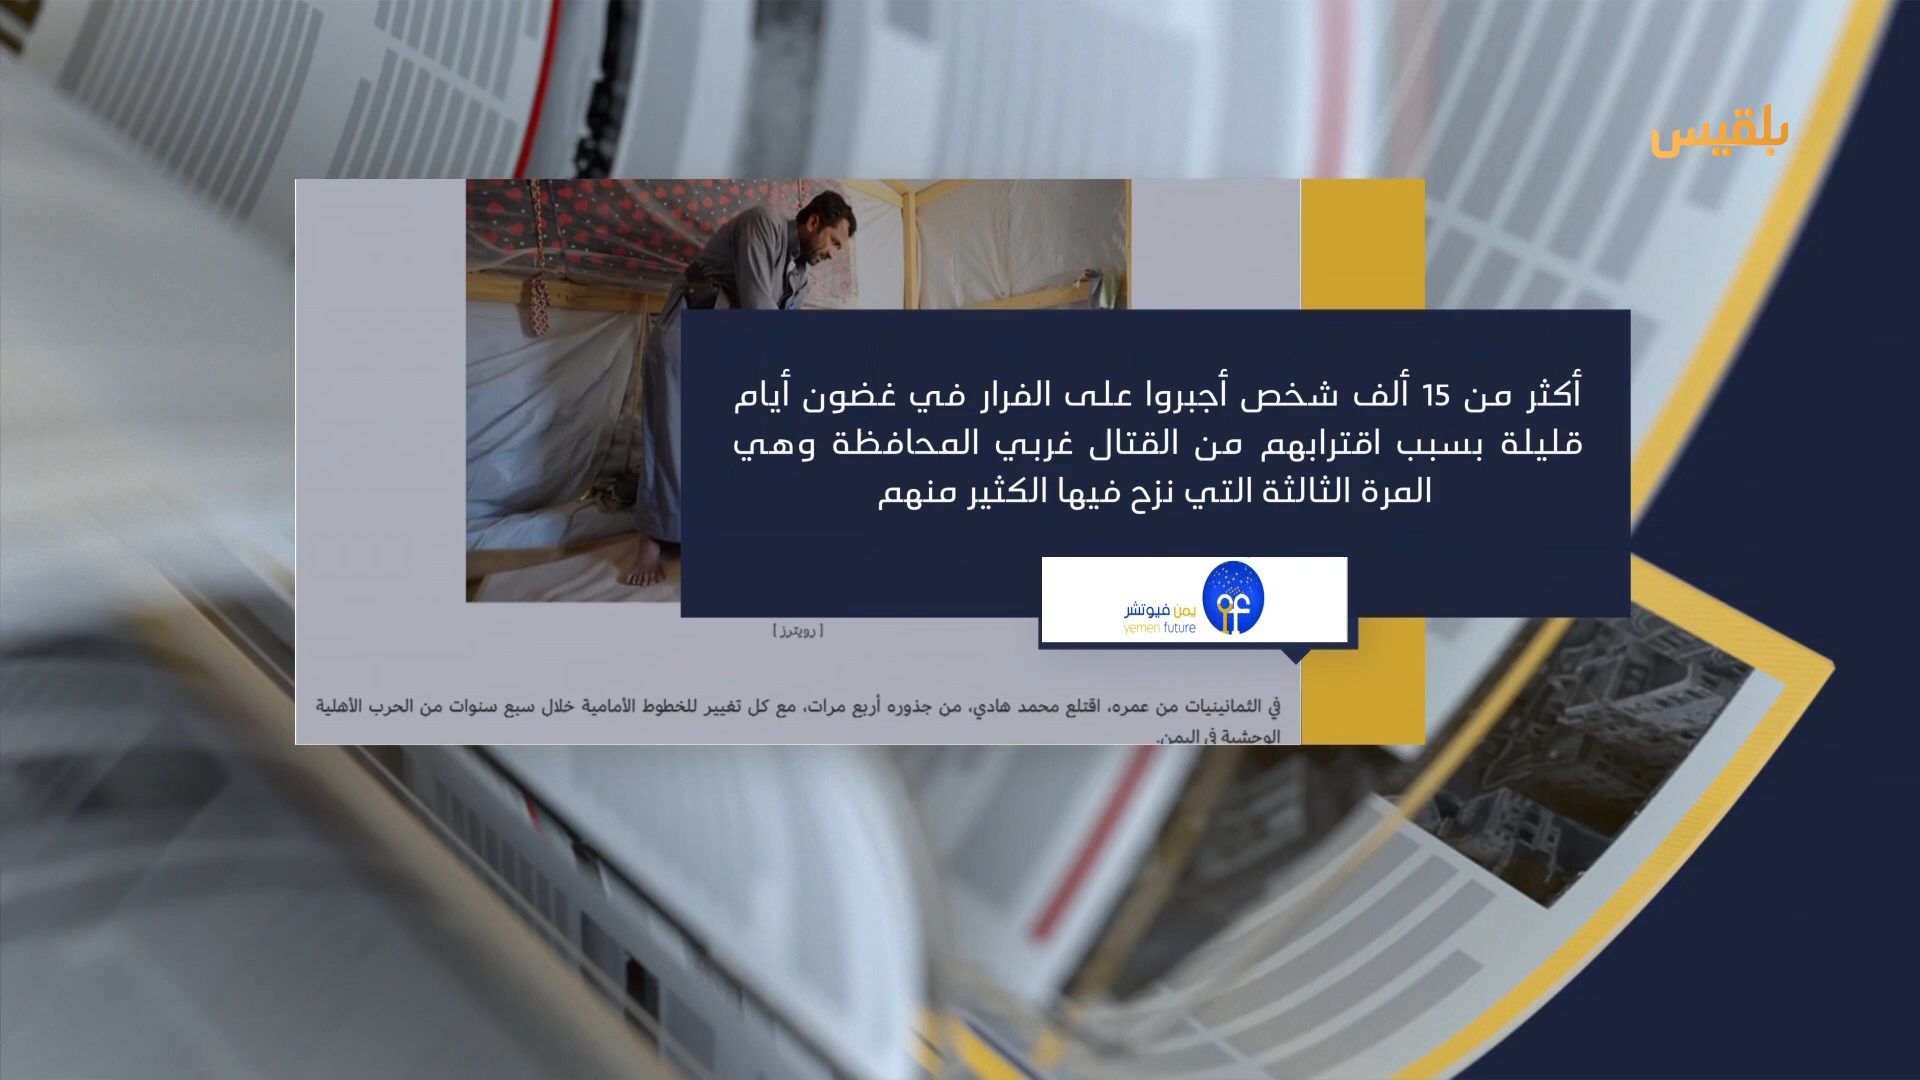 بلقيس
أكثر من 15 ألف شخص أجبروا على الفرار في غضون أيام
قليلة بسبب اقترابهم من القتال غربي المحافظة وهي
المرة الثالثة التي نزح فيها الكثير منهم
يمن فيوتشر
yemen future
[ رويترز ]
في الثمانينيات من عمره، اقتلع محمد هادي، من جذوره أربع مرات، مع كل تغيير للخطوط الأمامية خلال سبع سنوات من الحرب الأهلية
الوحشية في اليمن.